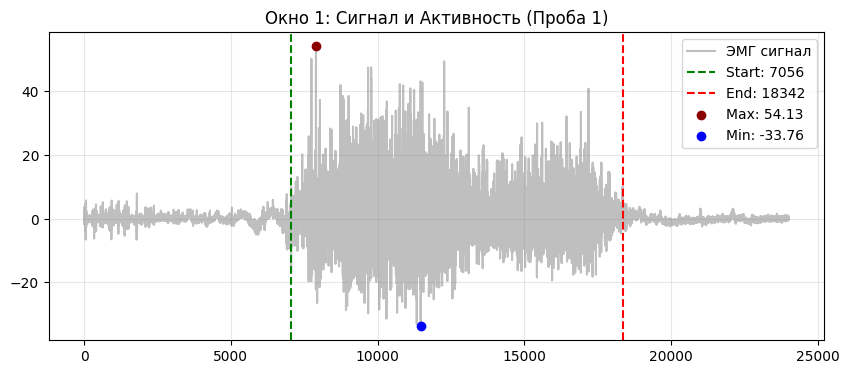 Окно 1: Сигнал и Активность (Проба 1)
ЭМГ сигнал
Start: 7056
End: 18342
Max: 54.13
Min: -33.76
40
20
0
−20
0 5000 10000 15000 20000 25000